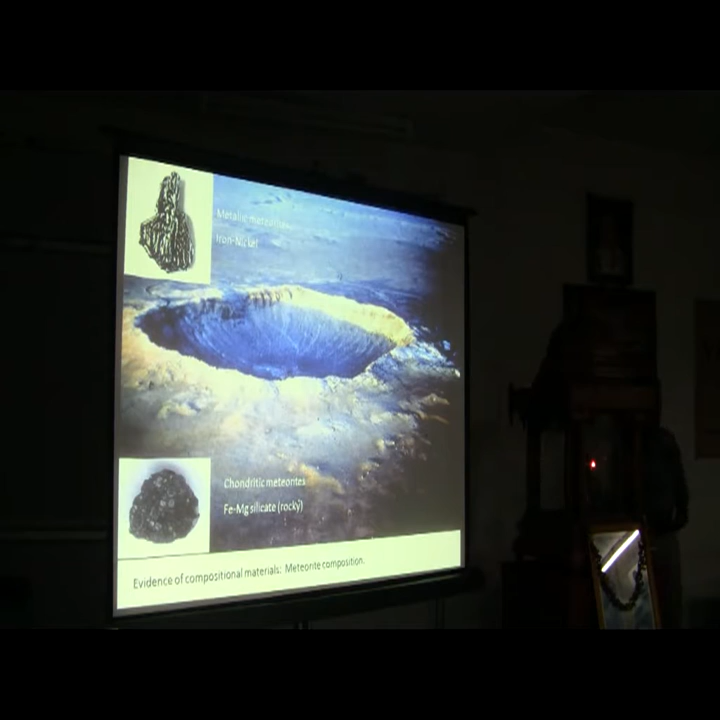 Metallic meteorites
Iron-Nickel
Chondritic meteorites
Fe-Mg silicate (rocky)
Evidence of compositional materials: Meteorite composition.